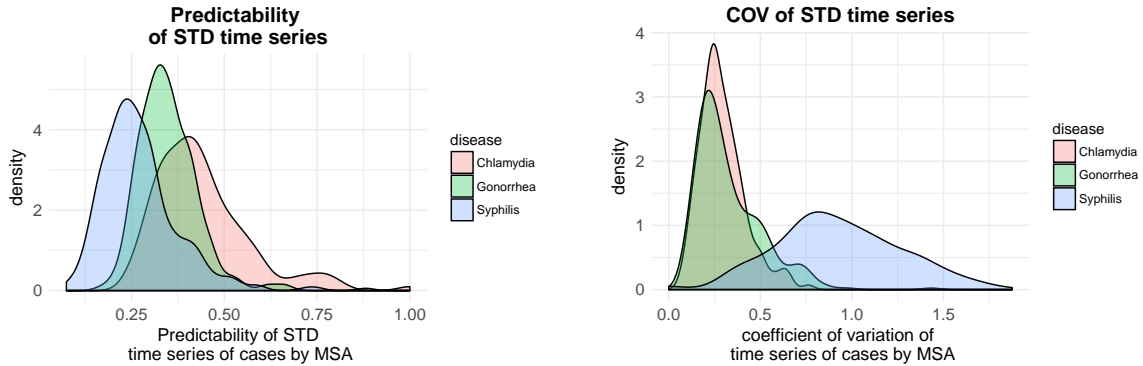 Predictability
of STD time series
density
4
2
0
0.25
0.50
0.75
1.00
Predictability of STD
time series of cases by MSA
disease
Chlamydia
Gonorrhea
Syphilis
COV of STD time series
density
4
3
2
1
0
0.0
0.5
1.0
1.5
coefficient of variation of
time series of cases by MSA
disease
Chlamydia
Gonorrhea
Syphilis